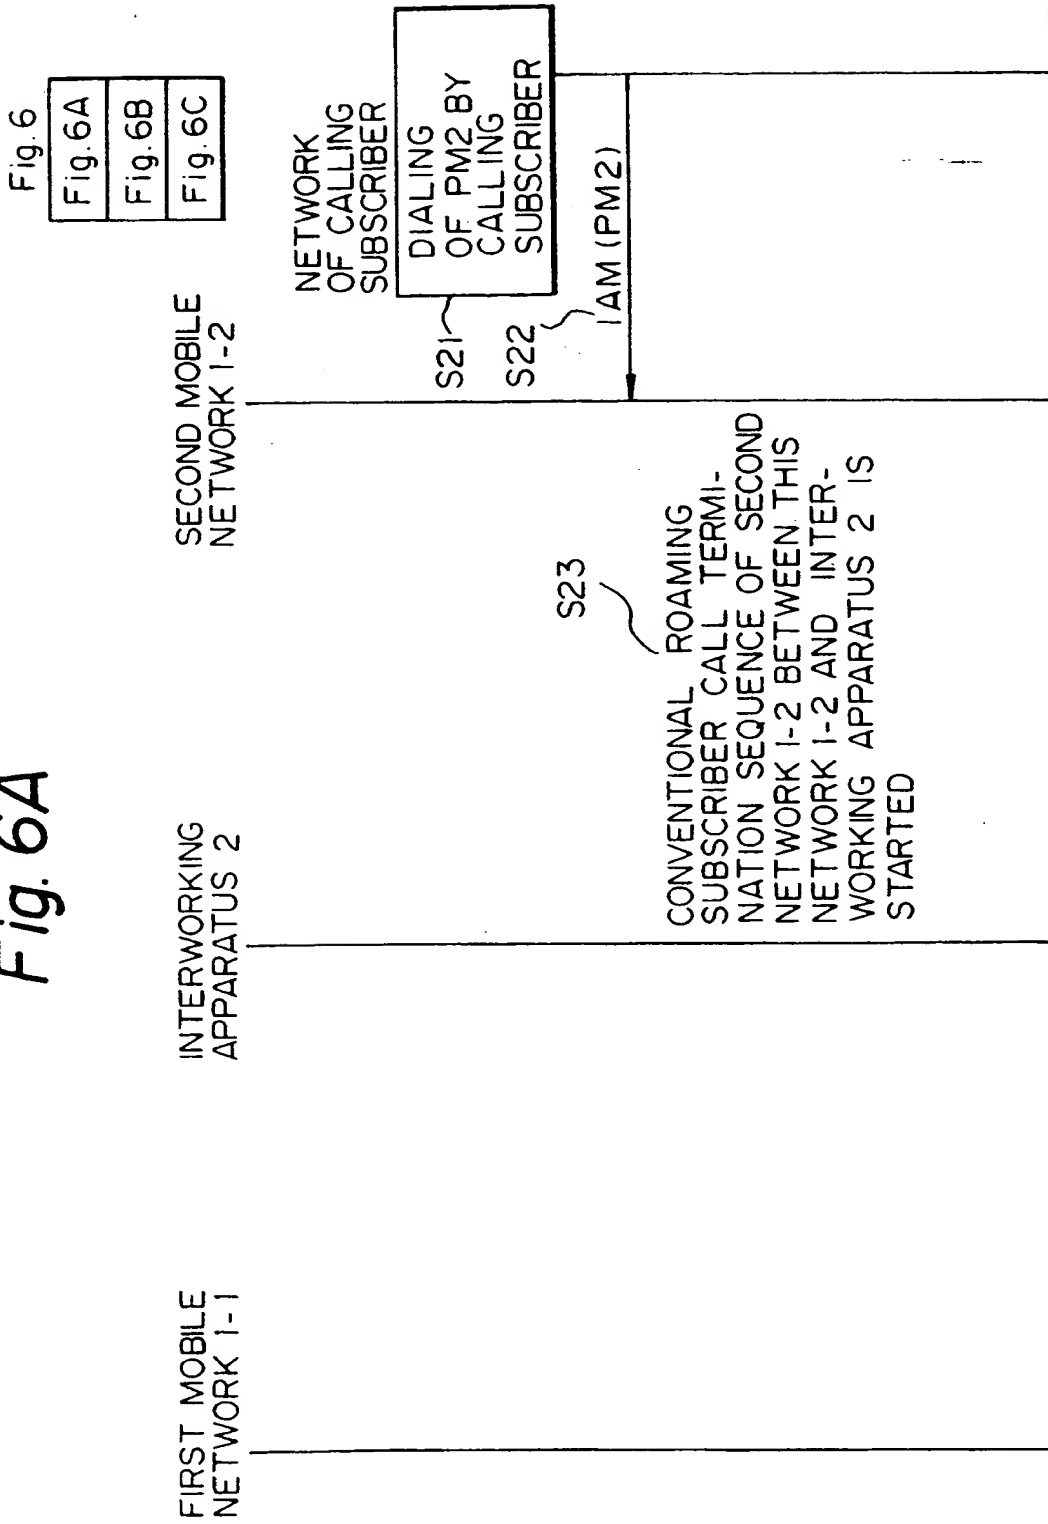 Fig. 6A
Fig. 6
Fig. 6A
Fig. 6B
Fig. 6C
FIRST MOBILE
NETWORK 1-1
INTERWORKING
APPARATUS 2
SECOND MOBILE
NETWORK 1-2
NETWORK
OF CALLING
SUBSCRIBER
DIALING
OF PM2 BY
CALLING
SUBSCRIBER
S21
S22
IAM (PM2)
S23
CONVENTIONAL ROAMING
SUBSCRIBER CALL TERMI-
NATION SEQUENCE OF SECOND
NETWORK 1-2 BETWEEN THIS
NETWORK 1-2 AND INTER-
WORKING APPARATUS 2 IS
STARTED